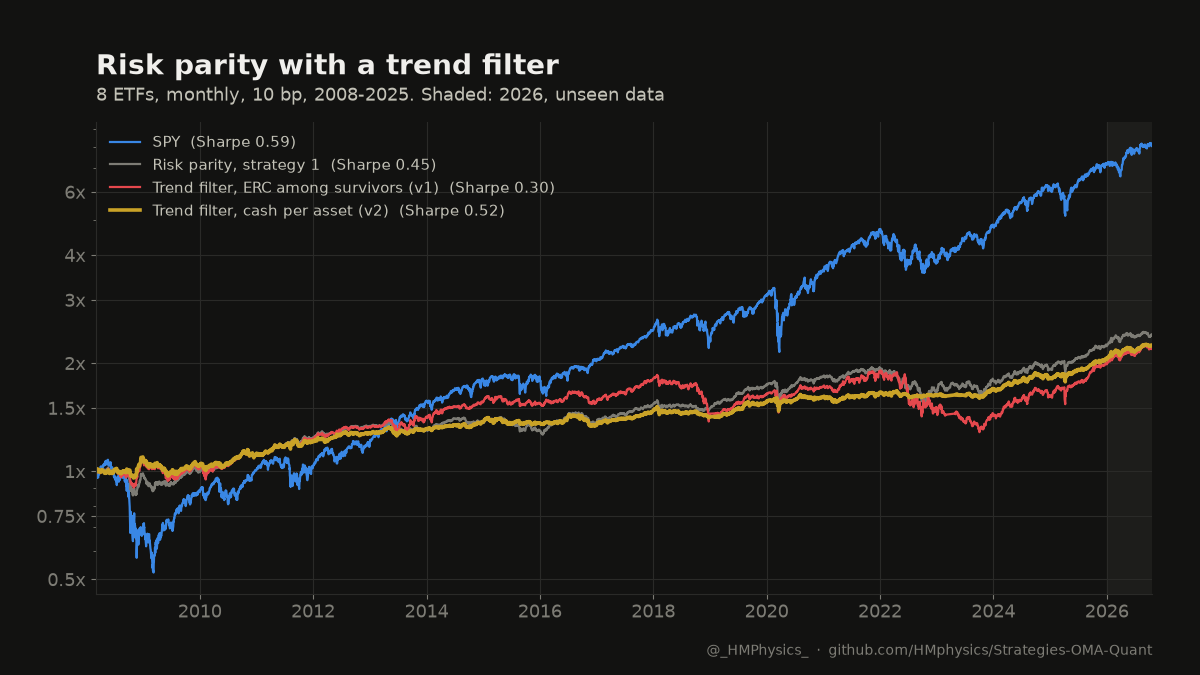 Risk parity with a trend filter
8 ETFs, monthly, 10 bp, 2008-2025. Shaded: 2026, unseen data
SPY  (Sharpe 0.59)
Risk parity, strategy 1  (Sharpe 0.45)
Trend filter, ERC among survivors (v1)  (Sharpe 0.30)
Trend filter, cash per asset (v2)  (Sharpe 0.52)
6x
4x
3x
2x
1.5x
1x
0.75x
0.5x
2010 2012 2014 2016 2018 2020 2022 2024 2026
@_HMPhysics_ · github.com/HMphysics/Strategies-OMA-Quant